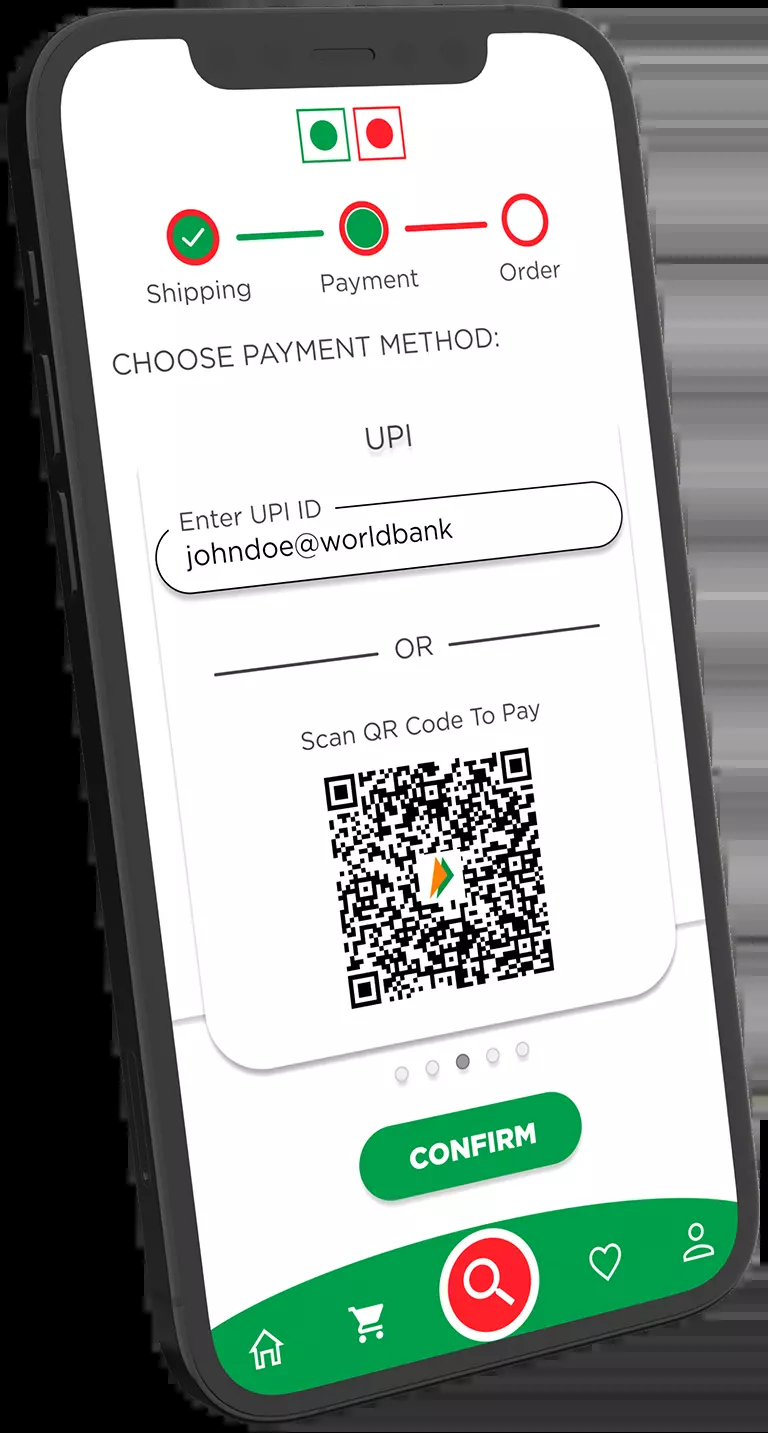 Shipping
Payment
Order
CHOOSE PAYMENT METHOD:
UPI
Enter UPI ID
johndoe@worldbank
OR
Scan QR Code To Pay
CONFIRM